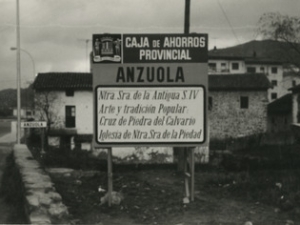 CAJA DE AHORROS
PROVINCIAL
ANZUOLA
Ntra. Sra. de la Antigua S.IV
Arte y tradición Popular
Cruz de Piedra del Calvario
Iglesia de Ntra. Sra. de la Piedad
ANZUOLA